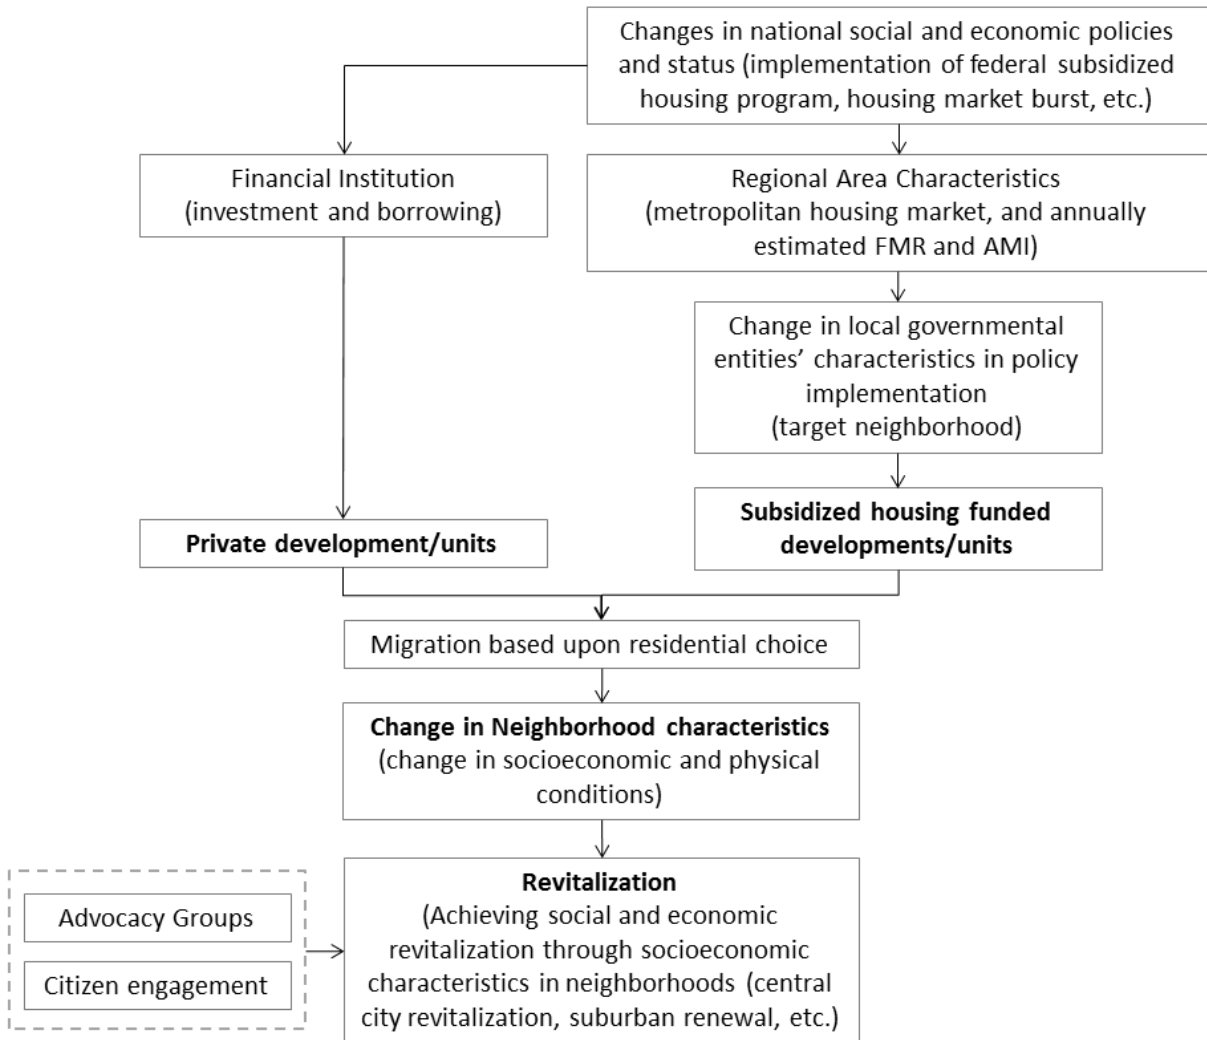 Changes in national social and economic policies
and status (implementation of federal subsidized
housing program, housing market burst, etc.)
Financial Institution
(investment and borrowing)
Regional Area Characteristics
(metropolitan housing market, and annually
estimated FMR and AMI)
Change in local governmental
entities’ characteristics in policy
implementation
(target neighborhood)
Private development/units
Subsidized housing funded
developments/units
Migration based upon residential choice
Change in Neighborhood characteristics
(change in socioeconomic and physical
conditions)
Advocacy Groups
Citizen engagement
Revitalization
(Achieving social and economic
revitalization through socioeconomic
characteristics in neighborhoods (central
city revitalization, suburban renewal, etc.)